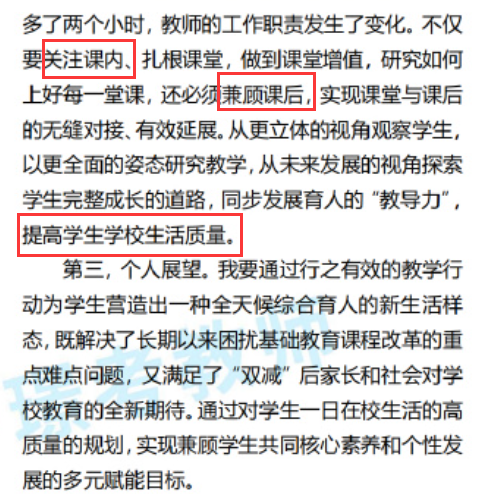 多了两个小时，教师的工作职责发生了变化。不仅
要关注课内、扎根课堂，做到课堂增值，研究如何
上好每一堂课，还必须兼顾课后，实现课堂与课后
的无缝对接、有效延展。从更立体的视角观察学生，
以更全面的姿态研究教学，从未来发展的视角探索
学生完整成长的道路，同步发展育人的“教导力”，
提高学生学校生活质量。
第三，个人展望。我要通过行之有效的教学行
动为学生营造出一种全天候综合育人的新生活样
态，既解决了长期以来困扰基础教育课程改革的重
点难点问题，又满足了“双减”后家长和社会对学
校教育的全新期待。通过对学生一日在校生活的高
质量的规划，实现兼顾学生共同核心素养和个性发
展的多元赋能目标。
臻考教师